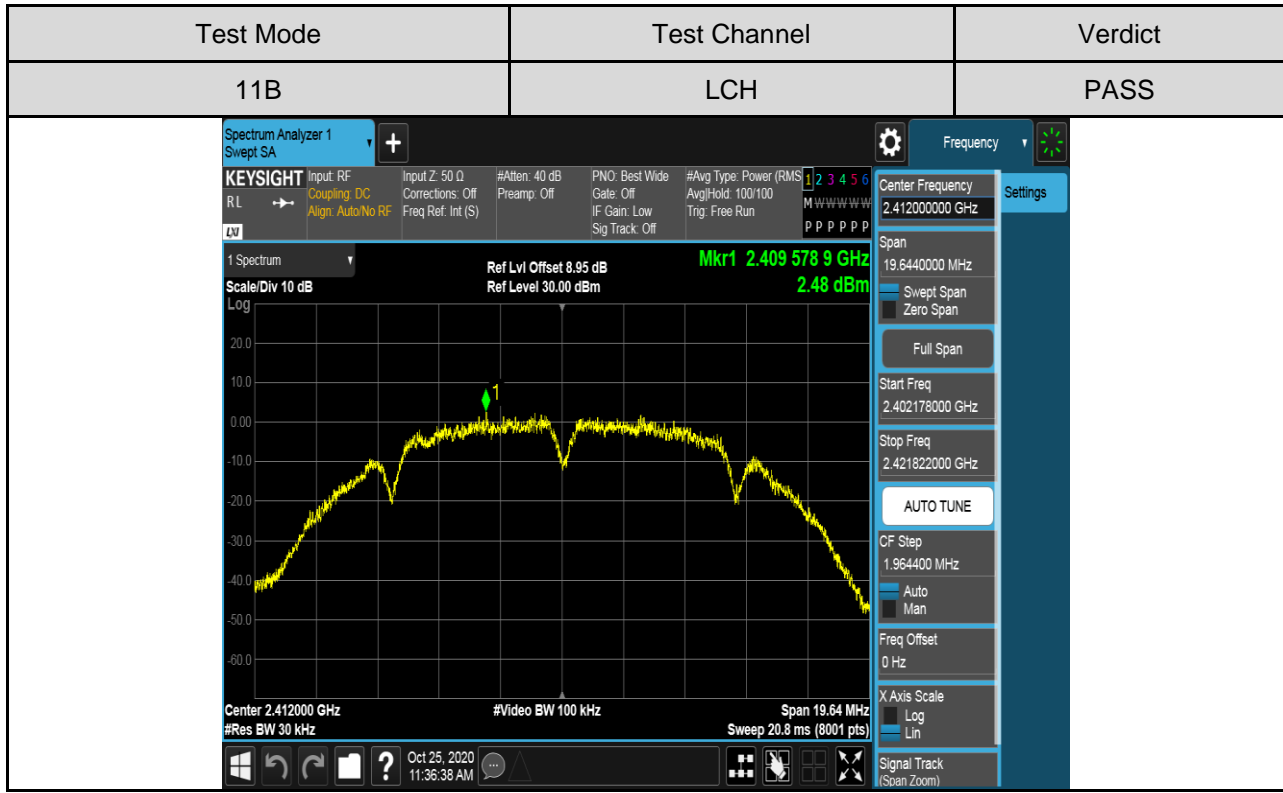 Test Mode Test Channel Verdict
11B LCH PASS
Spectrum Analyzer 1
Swept SA
+
Frequency
KEYSIGHT
RL
LXI
Input: RF
Coupling: DC
Align: Auto/No RF
Input Z: 50 Ω
Corrections: Off
Freq Ref: Int (S)
#Atten: 40 dB
Preamp: Off
PNO: Best Wide
Gate: Off
IF Gain: Low
Sig Track: Off
#Avg Type: Power (RMS
Avg|Hold: 100/100
Trig: Free Run
1 2 3 4 5 6
M W W W W W
P P P P P P
1 Spectrum
Scale/Div 10 dB
Log
Ref Lvl Offset 8.95 dB
Ref Level 30.00 dBm
Mkr1 2.409 578 9 GHz
2.48 dBm
20.0
10.0
1
0.00
-10.0
-20.0
-30.0
-40.0
-50.0
-60.0
Center 2.412000 GHz
#Res BW 30 kHz
#Video BW 100 kHz
Span 19.64 MHz
Sweep 20.8 ms (8001 pts)
Center Frequency
2.412000000 GHz
Settings
Span
19.6440000 MHz
Swept Span
Zero Span
Full Span
Start Freq
2.402178000 GHz
Stop Freq
2.421822000 GHz
AUTO TUNE
CF Step
1.964400 MHz
Auto
Man
Freq Offset
0 Hz
X Axis Scale
Log
Lin
Signal Track
(Span Zoom)
?
Oct 25, 2020
11:36:38 AM